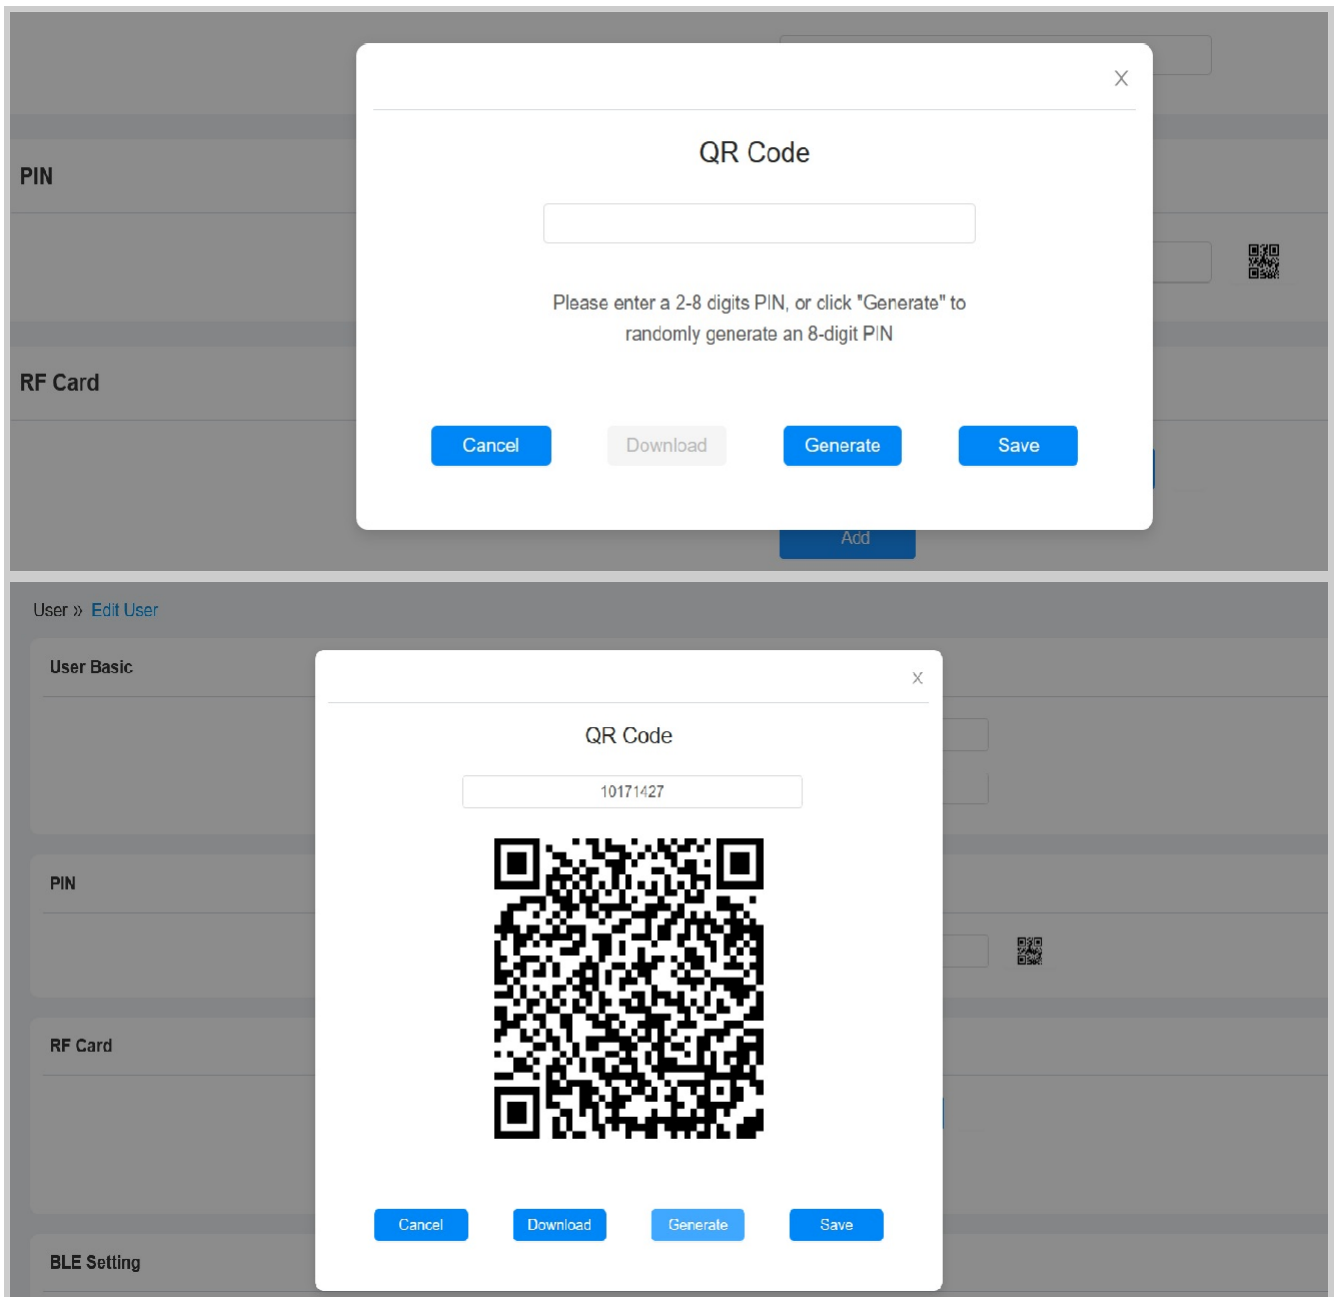 X
QR Code
PIN
Please enter a 2-8 digits PIN, or click "Generate" to
randomly generate an 8-digit PIN
RF Card
Cancel Download Generate Save
Add
User » Edit User
User Basic
X
QR Code
10171427
PIN
RF Card
Cancel Download Generate Save
BLE Setting